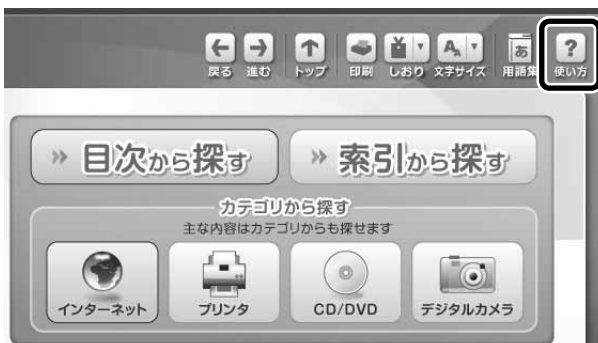 戻る 進む トップ 印刷 しおり 文字サイズ 用語集 使い方
目次から探す 索引から探す
カテゴリから探す
主な内容はカテゴリからも探せます
インターネット プリンタ CD/DVD デジタルカメラ